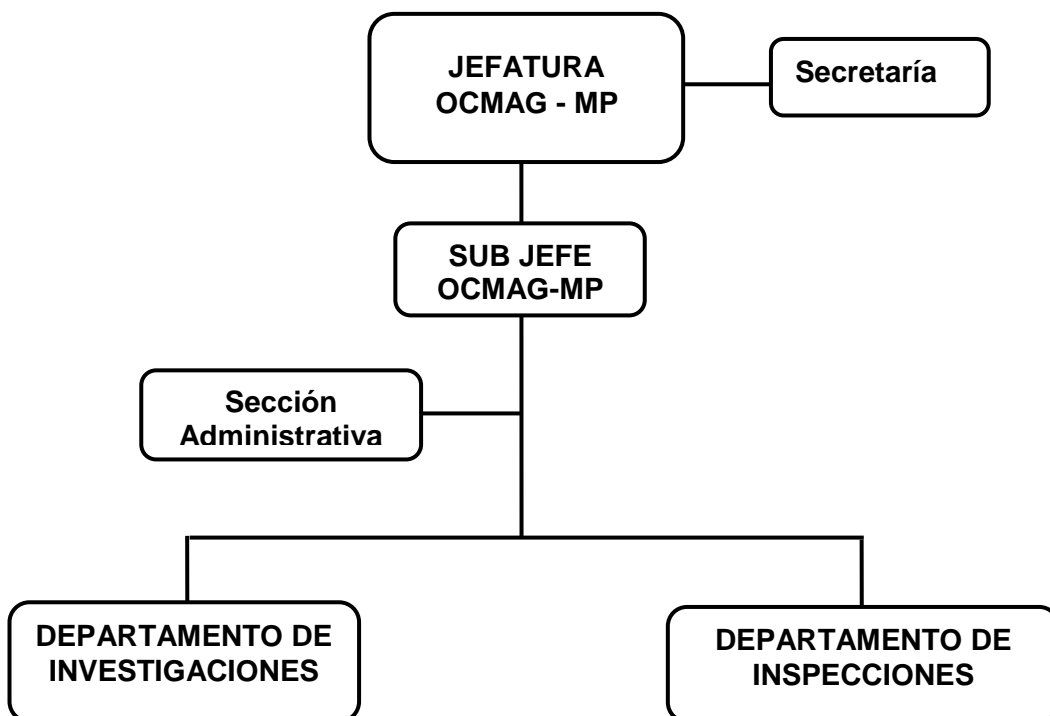 JEFATURA
OCMAG - MP
Secretaría
SUB JEFE
OCMAG-MP
Sección
Administrativa
DEPARTAMENTO DE
INVESTIGACIONES
DEPARTAMENTO DE
INSPECCIONES